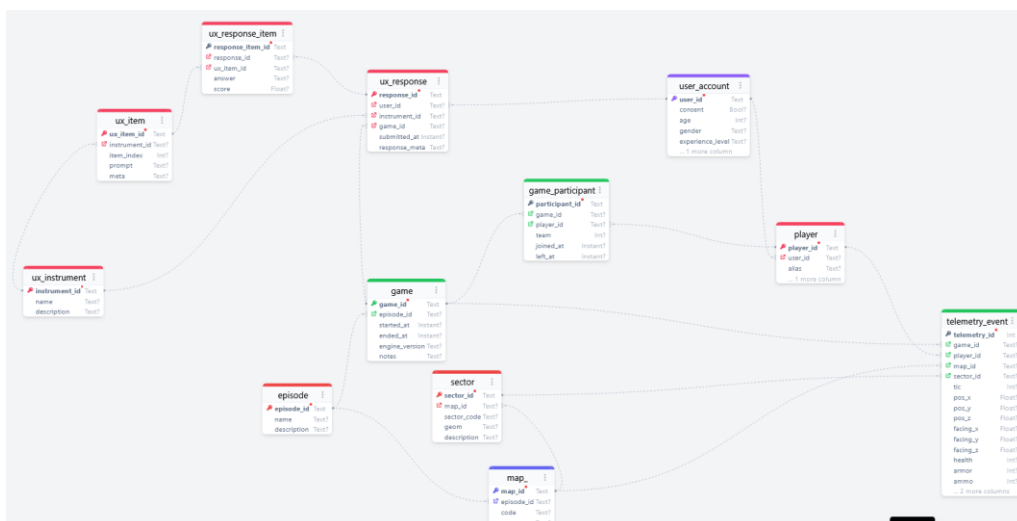 ux_response_item
response_item_id* Text
response_id Text?
ux_item_id Text?
answer Text?
score Float?
ux_item
ux_item_id* Text
instrument_id Text?
item_index Int?
prompt Text?
meta Text?
ux_response
response_id* Text
user_id Text?
instrument_id Text?
game_id Text?
submitted_at Instant?
response_meta Text?
user_account
user_id* Text
consent Bool?
age Int?
gender Text?
experience_level Text?
... 1 more column
game_participant
participant_id* Text
game_id Text?
player_id Text?
team Int?
joined_at Instant?
left_at Instant?
player
player_id* Text
user_id Text?
alias Text?
... 1 more column
ux_instrument
instrument_id* Text
name Text?
description Text?
game
game_id* Text
episode_id Text?
started_at Instant?
ended_at Instant?
engine_version Text?
notes Text?
telemetry_event
telemetry_id* Int
game_id Text?
player_id Text?
map_id Text?
sector_id Text?
tic Int?
pos_x Float?
pos_y Float?
pos_z Float?
facing_x Float?
facing_y Float?
facing_z Float?
health Int?
armor Int?
ammo Int?
... 2 more columns
episode
episode_id* Text
name Text?
description Text?
sector
sector_id* Text
map_id Text?
sector_code Text?
geom Text?
description Text?
map_
map_id* Text
episode_id Text?
code Text?